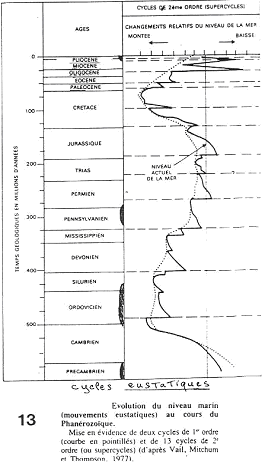 CYCLES DE 2ème ORDRE (SUPERCYCLES)
AGES
CHANGEMENTS RELATIFS DU NIVEAU DE LA MER
MONTEE
BAISSE
0
PLIOCENE
MIOCENE
OLIGOCENE
EOCENE
PALEOCENE
100
CRETACE
JURASSIQUE
NIVEAU
ACTUEL
DE LA MER
200
TRIAS
PERMIEN
300
PENNSYLVANIEN
MISSISSIPPIEN
DEVONIEN
400
SILURIEN
ORDOVICIEN
500
CAMBRIEN
PRECAMBRIEN
TEMPS GEOLOGIQUES EN MILLIONS D'ANNÉES
cycles eustatiques
13
Evolution du niveau marin
(mouvements eustatiques) au cours du
Phanérozoïque.
Mise en évidence de deux cycles de 1er ordre
(courbe en pointillés) et de 13 cycles de 2e
ordre (ou supercycles) (d'après Vail, Mitchum
et Thompson, 1977).